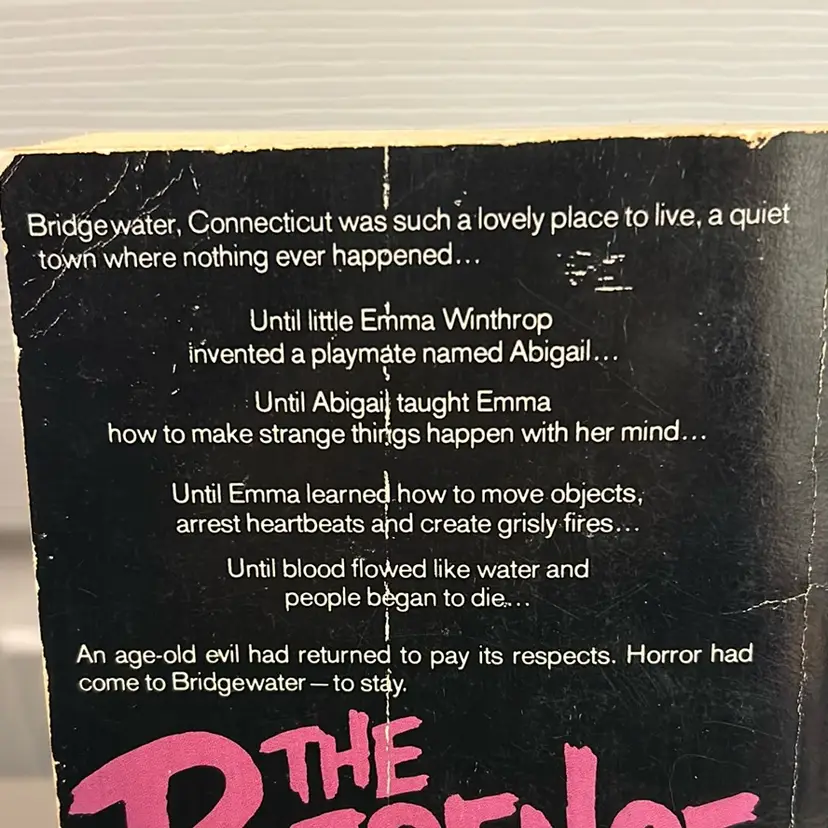 Bridgewater, Connecticut was such a lovely place to live, a quiet
town where nothing ever happened...
Until little Emma Winthrop
invented a playmate named Abigail...
Until Abigail taught Emma
how to make strange things happen with her mind...
Until Emma learned how to move objects,
arrest heartbeats and create grisly fires...
Until blood flowed like water and
people began to die...
An age-old evil had returned to pay its respects. Horror had
come to Bridgewater — to stay.
THE